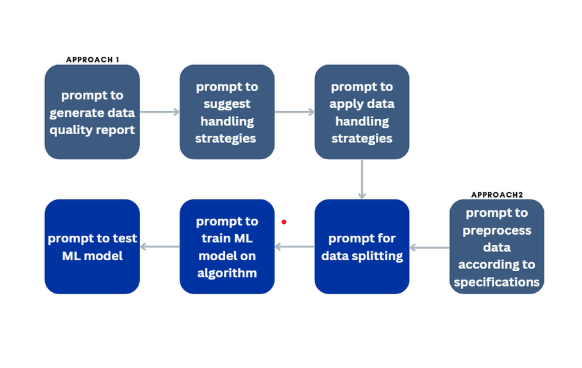 APPROACH 1
prompt to
generate data
quality report
prompt to
suggest
handling
strategies
prompt to
apply data
handling
strategies
prompt to test
ML model
prompt to
train ML
model on
algorithm
prompt for
data splitting
APPROACH2
prompt to
preprocess
data
according to
specifications